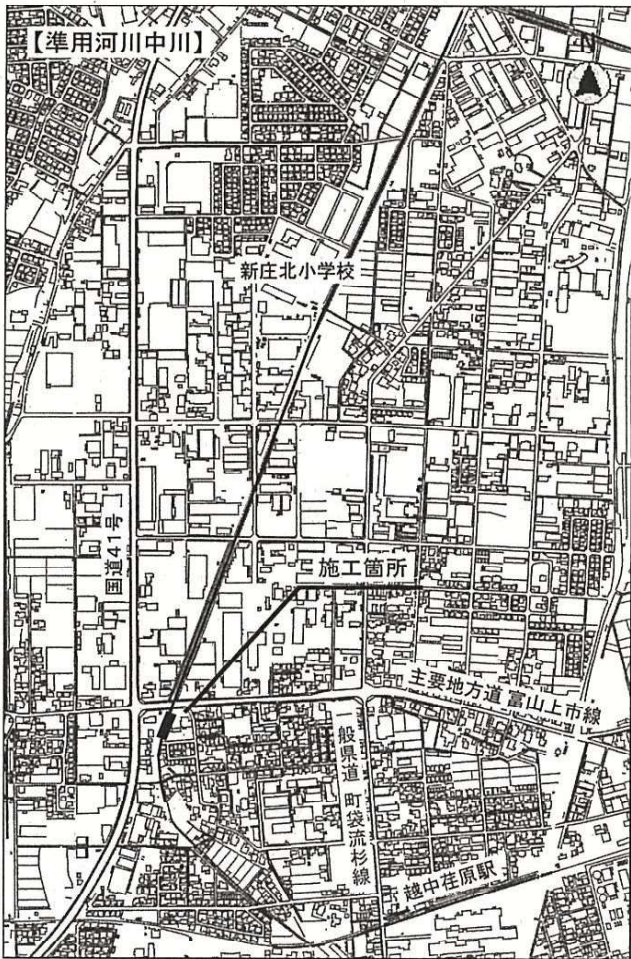 【準用河川中川】
N
新庄北小学校
国道41号
施工箇所
主要地方道富山上市線
一般県道 町袋流杉線
越中荏原駅